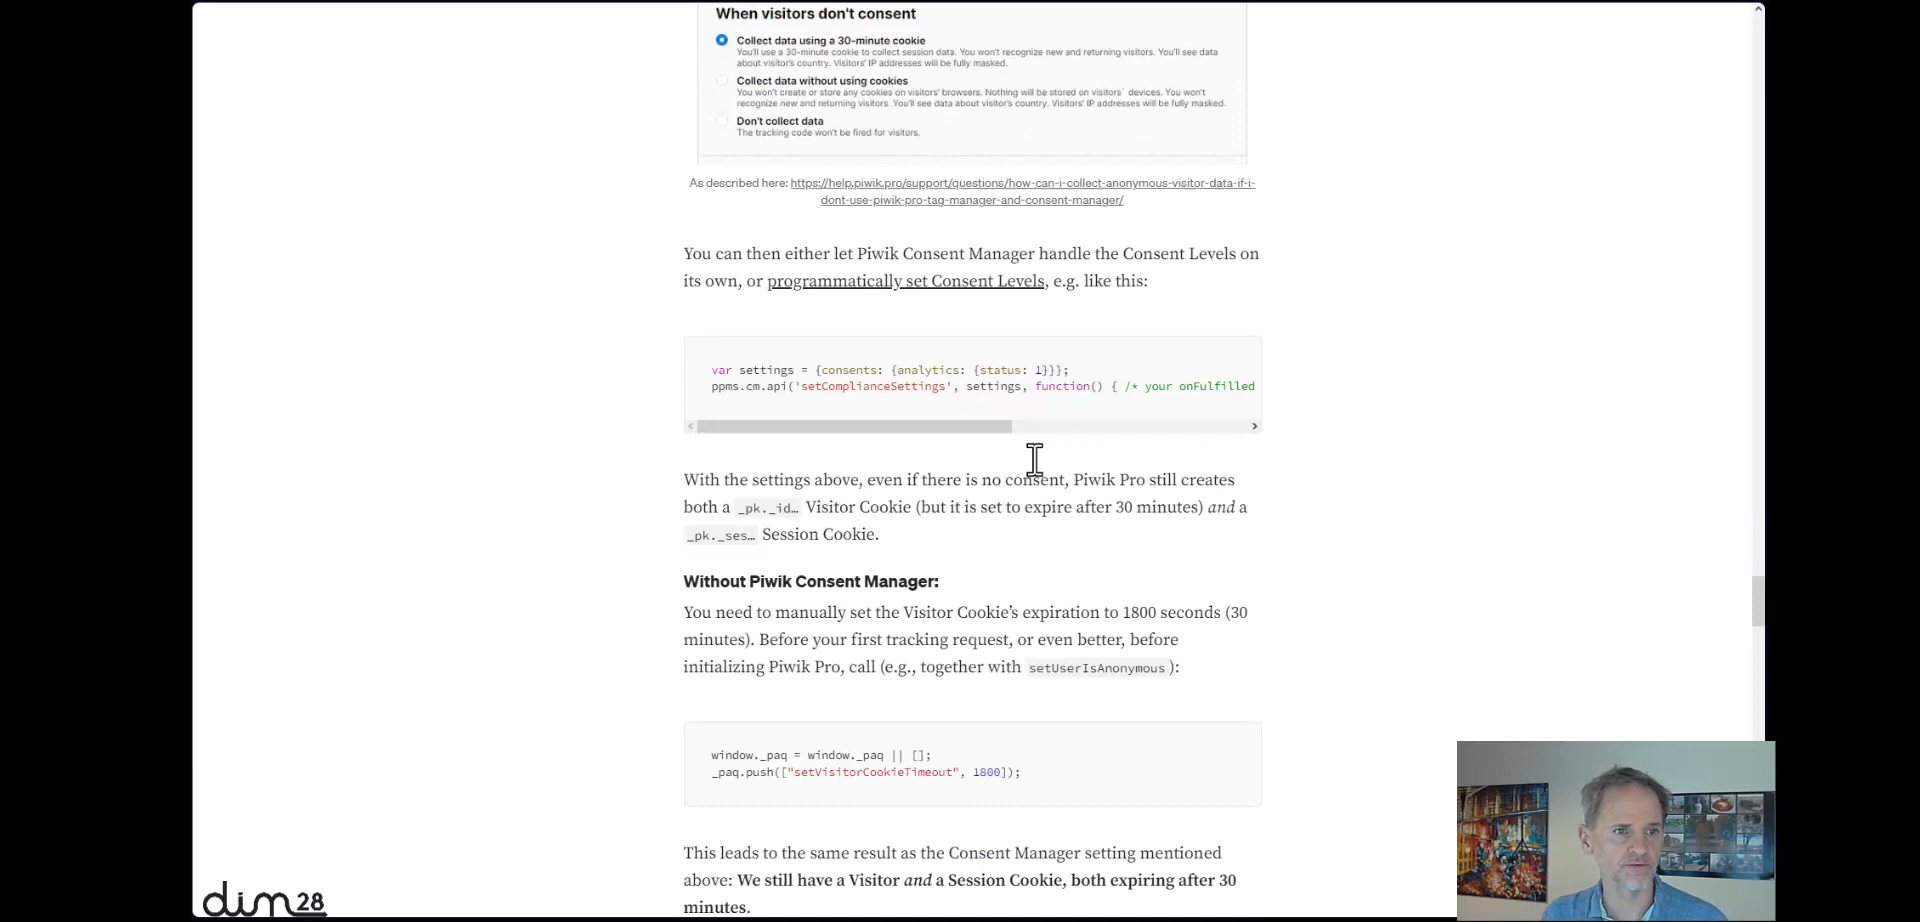 When visitors don't consent
Collect data using a 30-minute cookie
You'll use a 30-minute cookie to collect session data. You won't recognize new and returning visitors. You'll see data
about visitor's country. Visitors' IP addresses will be fully masked.
Collect data without using cookies
You won't create or store any cookies on visitors' browsers. Nothing will be stored on visitors` devices. You won't
recognize new and returning visitors. You'll see data about visitor's country. Visitors' IP addresses will be fully masked.
Don't collect data
The tracking code won't be fired for visitors.
As described here: https://help.piwik.pro/support/questions/how-can-i-collect-anonymous-visitor-data-if-i-
dont-use-piwik-pro-tag-manager-and-consent-manager/
You can then either let Piwik Consent Manager handle the Consent Levels on
its own, or programmatically set Consent Levels, e.g. like this:
var settings = {consents: {analytics: {status: 1}}};
ppms.cm.api('setComplianceSettings', settings, function() { /* your onFulfilled
With the settings above, even if there is no consent, Piwik Pro still creates
both a _pk._id… Visitor Cookie (but it is set to expire after 30 minutes) and a
_pk._ses… Session Cookie.
Without Piwik Consent Manager:
You need to manually set the Visitor Cookie’s expiration to 1800 seconds (30
minutes). Before your first tracking request, or even better, before
initializing Piwik Pro, call (e.g., together with setUserIsAnonymous ):
window._paq = window._paq || [];
_paq.push(["setVisitorCookieTimeout", 1800]);
This leads to the same result as the Consent Manager setting mentioned
above: We still have a Visitor and a Session Cookie, both expiring after 30
minutes.
dim28